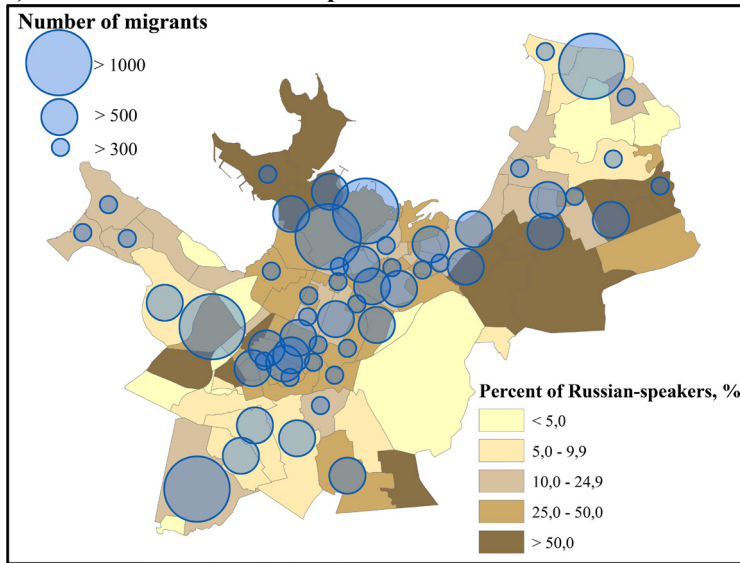 Number of migrants
> 1000
> 500
> 300
Percent of Russian-speakers, %
< 5,0
5,0 - 9,9
10,0 - 24,9
25,0 - 50,0
> 50,0